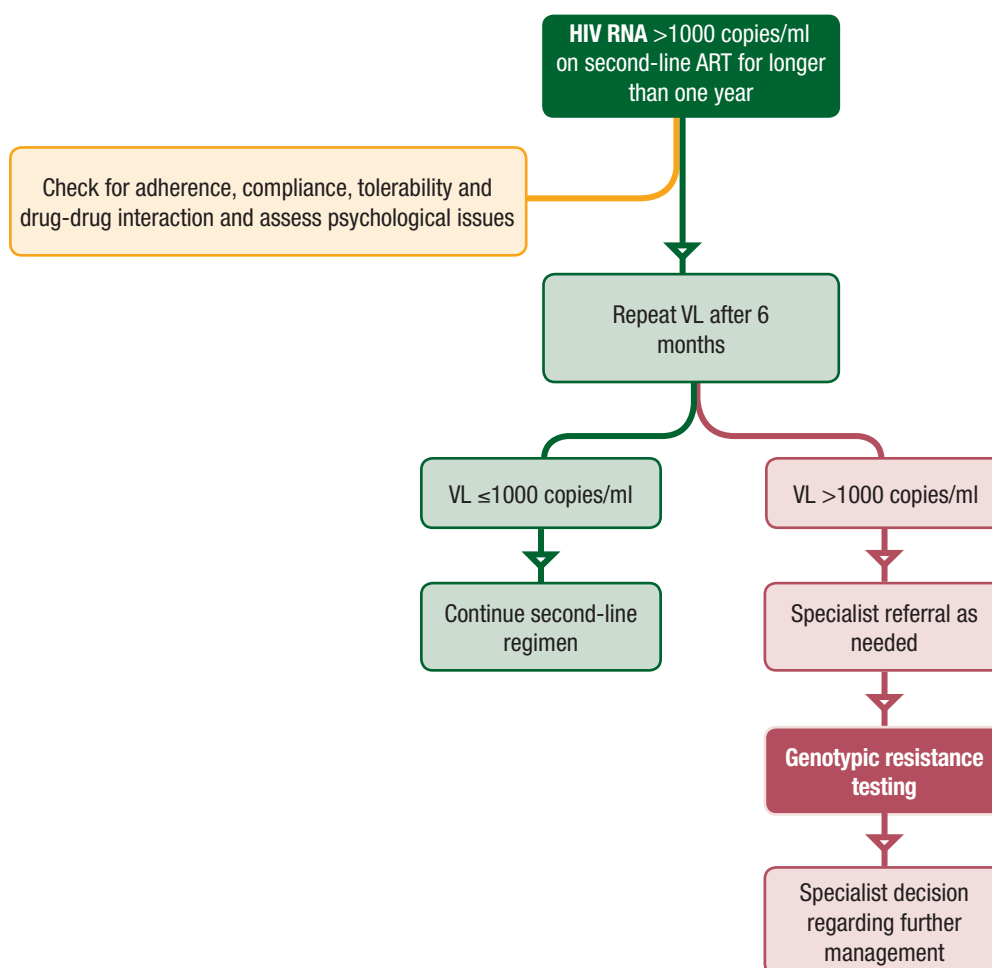 HIV RNA >1000 copies/ml
on second-line ART for longer
than one year
Check for adherence, compliance, tolerability and
drug-drug interaction and assess psychological issues
Repeat VL after 6
months
VL ≤1000 copies/ml
VL >1000 copies/ml
Continue second-line
regimen
Specialist referral as
needed
Genotypic resistance
testing
Specialist decision
regarding further
management